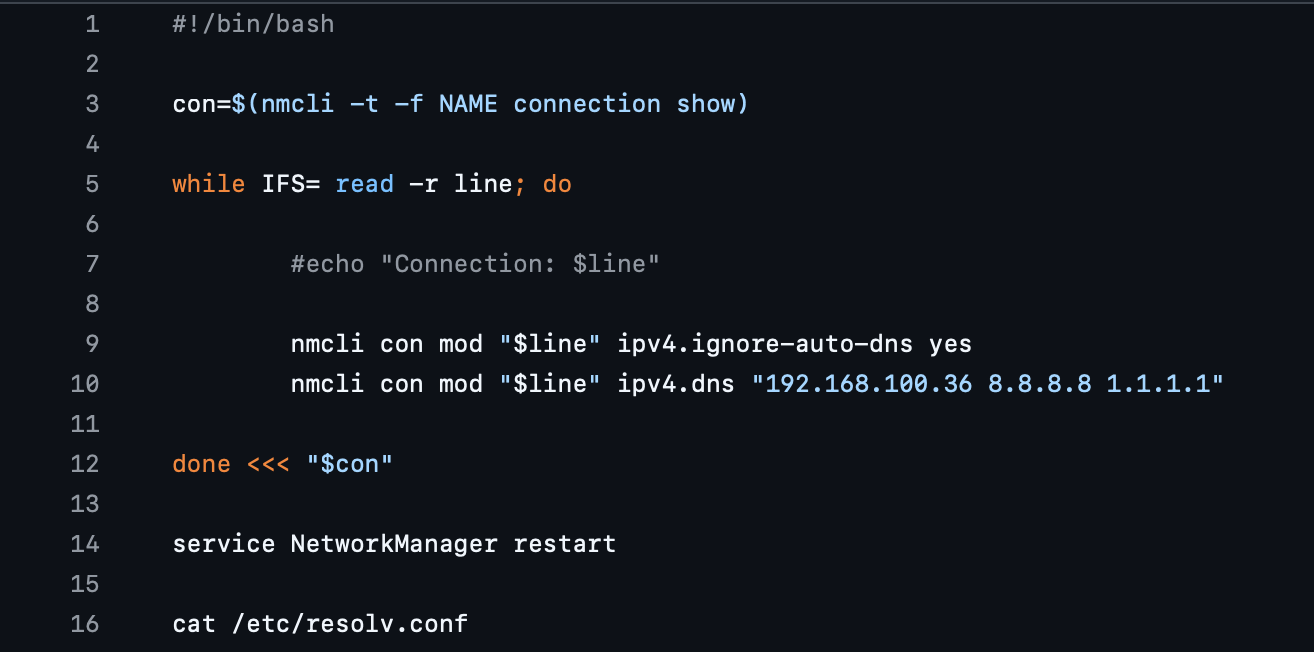 1 #!/bin/bash
2
3 con=$(nmcli -t -f NAME connection show)
4
5 while IFS= read -r line; do
6
7         #echo "Connection: $line"
8
9         nmcli con mod "$line" ipv4.ignore-auto-dns yes
10         nmcli con mod "$line" ipv4.dns "192.168.100.36 8.8.8.8 1.1.1.1"
11
12 done <<< "$con"
13
14 service NetworkManager restart
15
16 cat /etc/resolv.conf